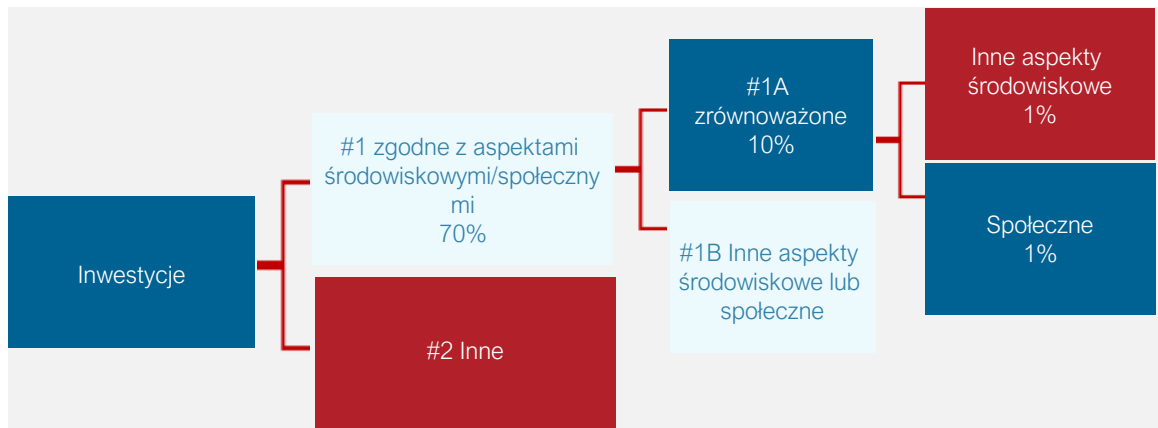 Inwestycje
#1 zgodne z aspektami
środowiskowymi/społeczny
mi
70%
#2 Inne
#1A
zrównoważone
10%
#1B Inne aspekty
środowiskowe lub
społeczne
Inne aspekty
środowiskowe
1%
Społeczne
1%